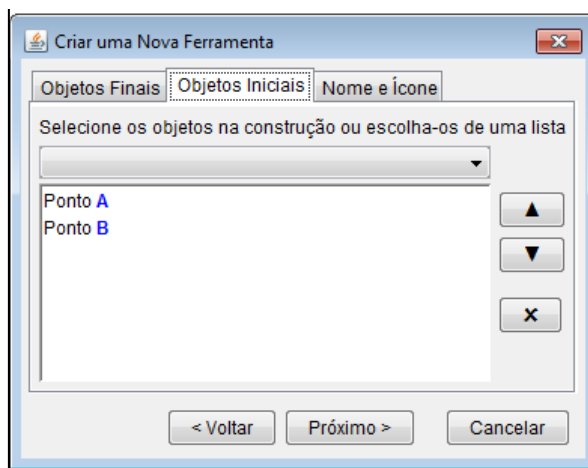 Criar uma Nova Ferramenta
Objetos Finais Objetos Iniciais Nome e Ícone
Selecione os objetos na construção ou escolha-os de uma lista
Ponto A
Ponto B
< Voltar Próximo > Cancelar